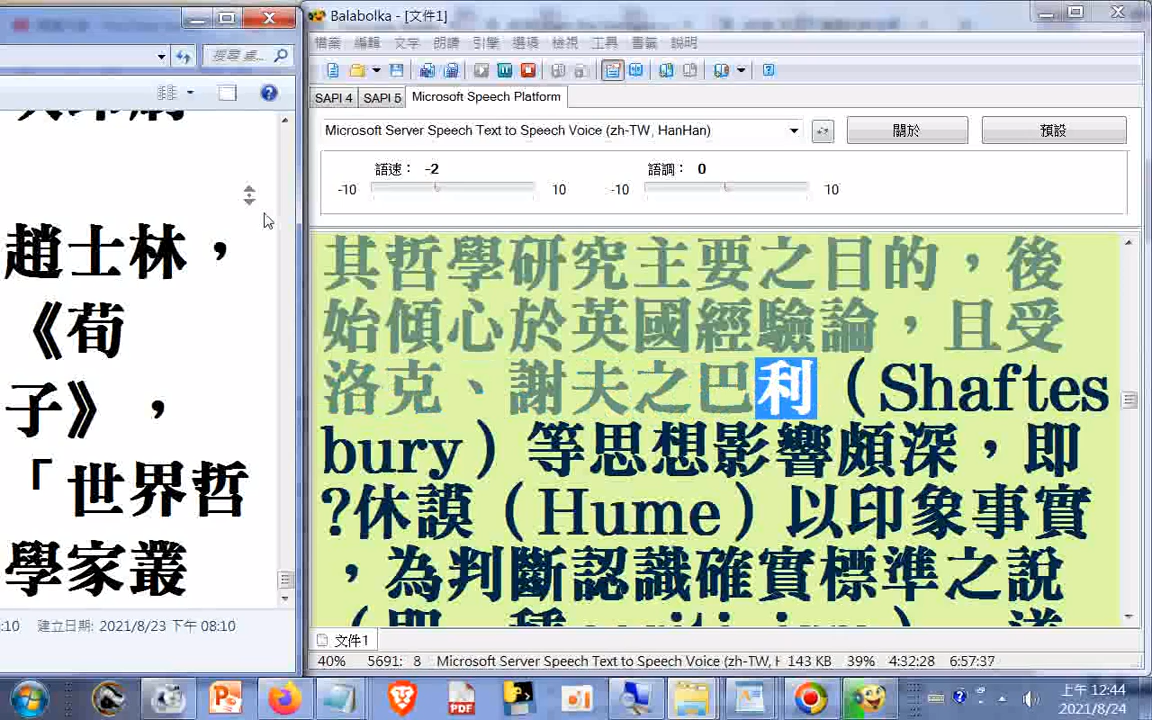 搜尋 桌...
趙士林，
《荀
子》，
「世界哲
學家叢
:10 建立日期: 2021/8/23 下午 08:10
Balabolka - [文件1]
檔案 編輯 文字 朗讀 引擎 選項 檢視 工具 書籤 說明
SAPI 4 SAPI 5 Microsoft Speech Platform
Microsoft Server Speech Text to Speech Voice (zh-TW, HanHan) 關於 預設
語速： -2 語調： 0
-10 10 -10 10
其哲學研究主要之目的，後
始傾心於英國經驗論，且受
洛克、謝夫之巴利（Shaftes
bury）等思想影響頗深，即
?休謨（Hume）以印象事實
，為判斷認識確實標準之說
文件1
40% 5691: 8 Microsoft Server Speech Text to Speech Voice (zh-TW, H 143 KB 39% 4:32:28 6:57:37
PDF
上午 12:44
2021/8/24